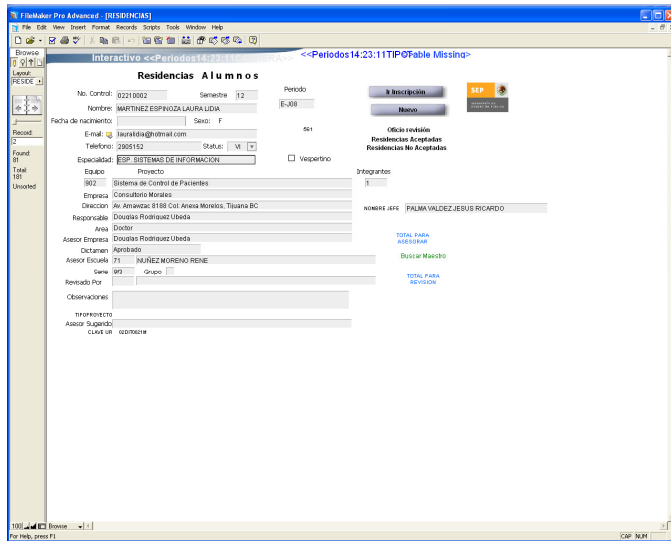 FileMaker Pro Advanced - [RESIDENCIAS]
File Edit View Insert Format Records Scripts Tools Window Help
Browse
Layout:
RESIDE
Record:
2
Found:
81
Total:
181
Unsorted
Interactivo <<Periodos14:23:11
<<Periodos14:23:11TIPO
Table Missing>
Residencias Alumnos
No. Control: 02210002 Semestre 12
Periodo
E-J08
Ir Inscripción
Nuevo
SEP
Nombre: MARTINEZ ESPINOZA LAURA LIDIA
Fecha de nacimiento: Sexo: F
E-mail: lauralidia@hotmail.com
561
Oficio revisión
Residencias Aceptadas
Residencias No Aceptadas
Telefono: 2905152 Status: VI
Especialidad: ESP. SISTEMAS DE INFORMACION
Vespertino
Equipo Proyecto Integrantes
902 Sistema de Control de Pacientes 1
Empresa Consultorio Morales
Direccion Av. Amawzac 8188 Col: Anexa Morelos, Tijuana BC
NOMBRE JEFE PALMA VALDEZ JESUS RICARDO
Responsable Douglas Rodriguez Ubeda
Area Doctor
Asesor Empresa Douglas Rodriguez Ubeda
TOTAL PARA
ASESORAR
Dictamen Aprobado
Asesor Escuela 71 NUÑEZ MORENO RENE
Buscar Maestro
Serie 9f3 Grupo
Revisado Por
TOTAL PARA
REVISION
Observaciones
TIPOPROYECTO
Asesor Sugerido
CLAVE UR 02DIT0021M
100 Browse
For Help, press F1
CAP NUM